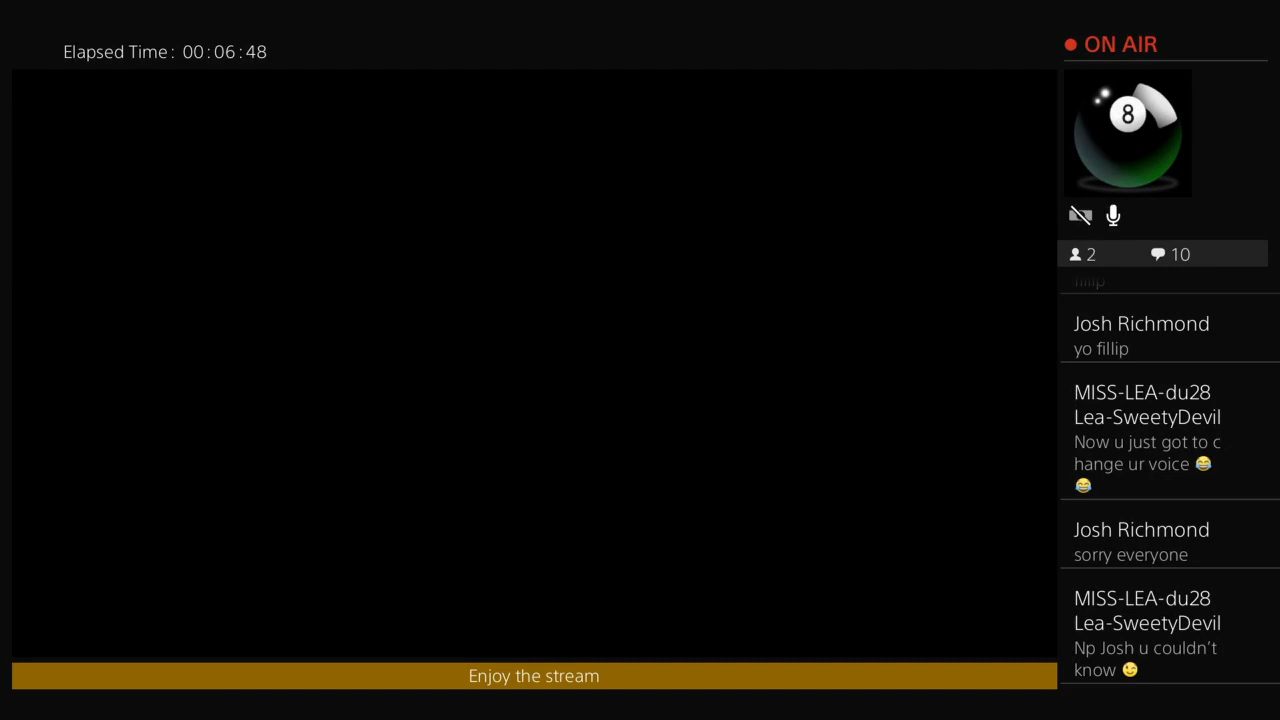 Elapsed Time: 00:06:48
ON AIR
8
2
10
fillip
Josh Richmond
yo fillip
MISS-LEA-du28
Lea-SweetyDevil
Now u just got to c
hange ur voice 😂
😂
Josh Richmond
sorry everyone
MISS-LEA-du28
Lea-SweetyDevil
Np Josh u couldn't
know 😉
Enjoy the stream